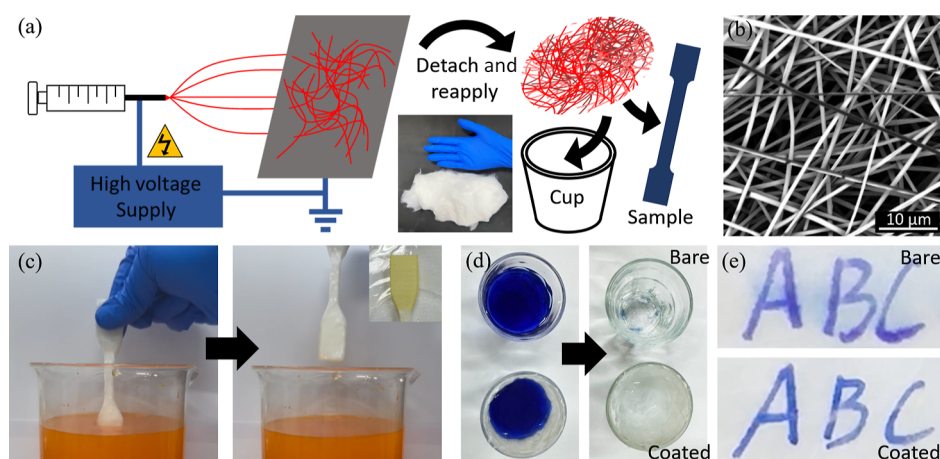 (a)
High voltage
Supply
Detach and
reapply
Cup
Sample
(b)
10 μm
(c)
(d)
Bare
Coated
(e)
Bare
ABC
ABC
Coated